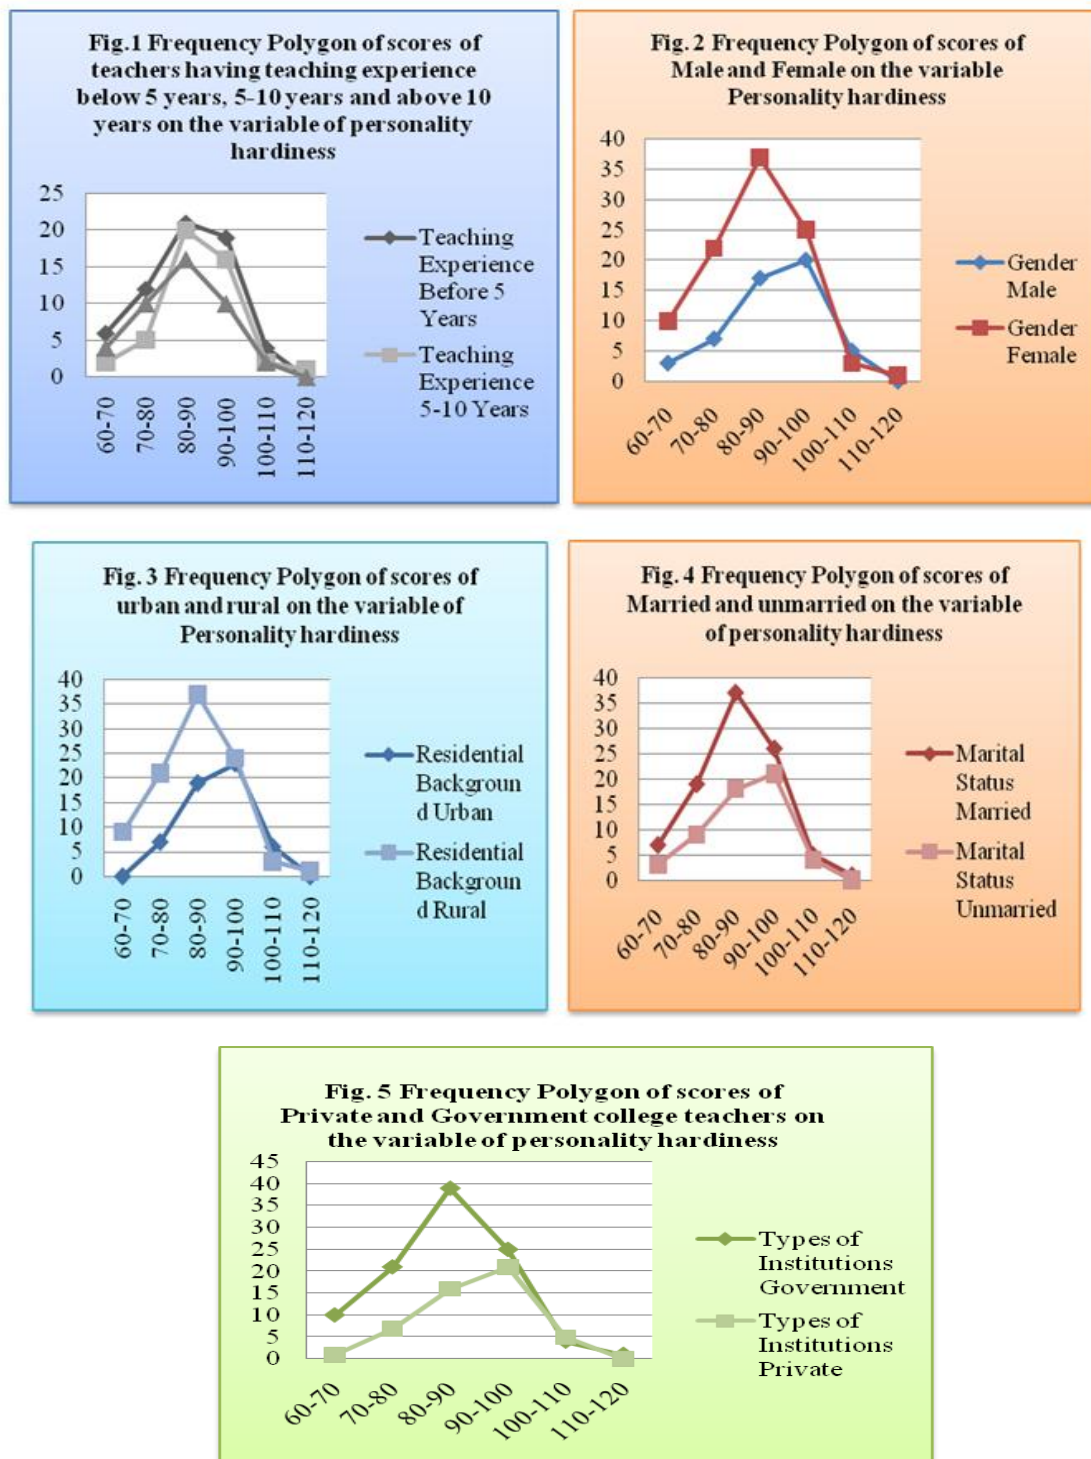 Fig.1 Frequency Polygon of scores of
teachers having teaching experience
below 5 years, 5-10 years and above 10
years on the variable of personality
hardiness
25
20
15
10
5
0
60-70
70-80
80-90
90-100
100-110
110-120
Teaching
Experience
Before 5
Years
Teaching
Experience
5-10 Years
Fig. 2 Frequency Polygon of scores of
Male and Female on the variable
Personality hardiness
40
35
30
25
20
15
10
5
0
60-70
70-80
80-90
90-100
100-110
110-120
Gender
Male
Gender
Female
Fig. 3 Frequency Polygon of scores of
urban and rural on the variable of
Personality hardiness
40
35
30
25
20
15
10
5
0
60-70
70-80
80-90
90-100
100-110
110-120
Residential
Backgroun
d Urban
Residential
Backgroun
d Rural
Fig. 4 Frequency Polygon of scores of
Married and unmarried on the variable
of personality hardiness
40
35
30
25
20
15
10
5
0
60-70
70-80
80-90
90-100
100-110
110-120
Marital
Status
Married
Marital
Status
Unmarried
Fig. 5 Frequency Polygon of scores of
Private and Government college teachers on
the variable of personality hardiness
45
40
35
30
25
20
15
10
5
0
60-70
70-80
80-90
90-100
100-110
110-120
Types of
Institutions
Government
Types of
Institutions
Private